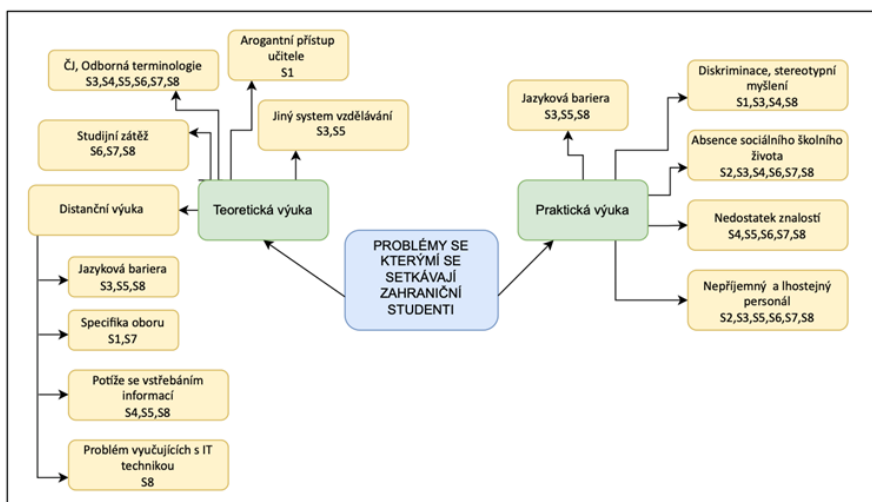 ČJ, Odborná terminologie
S3,S4,S5,S6,S7,S8
Arogantní přístup
učitele
S1
Studijní zátěž
S6,S7,S8
Jiný system vzdělávání
S3,S5
Distanční výuka
Teoretická výuka
Jazyková bariera
S3,S5,S8
Specifika oboru
S1,S7
Potíže se vstřebáním
informací
S4,S5,S8
Problém vyučujících s IT
technikou
S8
PROBLÉMY SE
KTERÝMÍ SE
SETKÁVAJÍ
ZAHRANIČNÍ
STUDENTI
Jazyková bariera
S3,S5,S8
Praktická výuka
Diskriminace, stereotypní
myšlení
S1,S3,S4,S8
Absence sociálního školního
života
S2,S3,S4,S6,S7,S8
Nedostatek znalostí
S4,S5,S6,S7,S8
Nepříjemný a lhostejný
personál
S2,S3,S5,S6,S7,S8